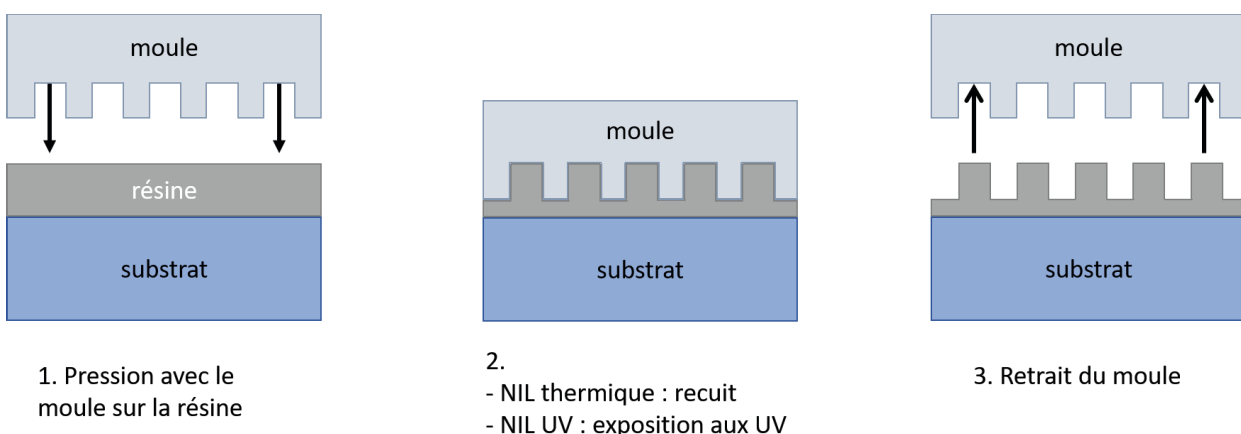 moule
résine
substrat
1. Pression avec le
moule sur la résine
moule
substrat
2.
- NIL thermique : recuit
- NIL UV : exposition aux UV
moule
substrat
3. Retrait du moule